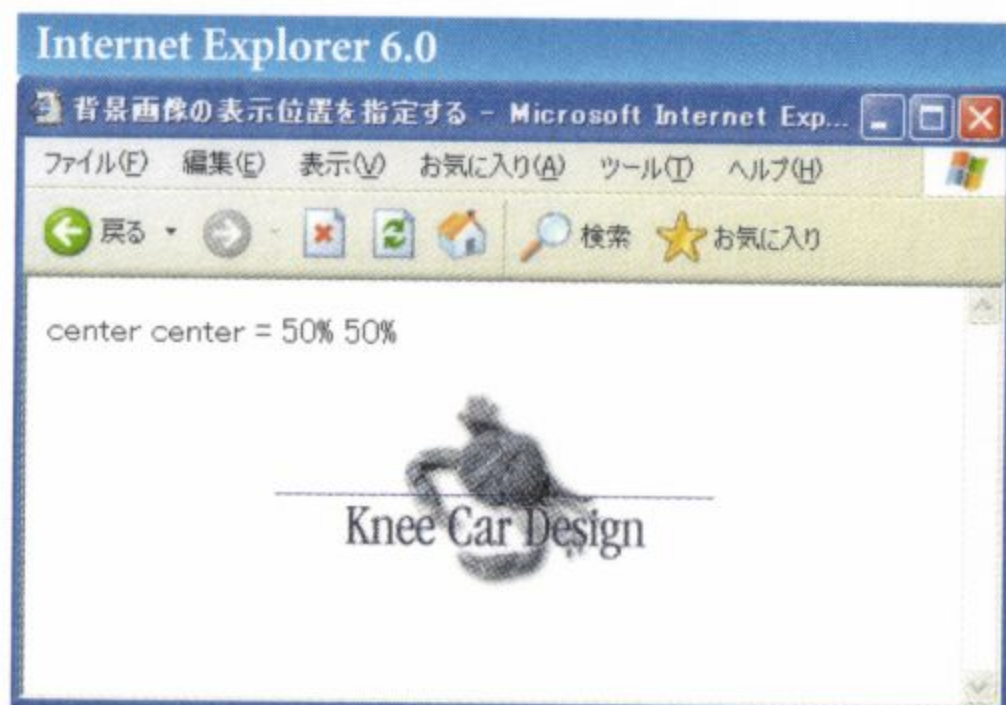 Internet Explorer 6.0
背景画像の表示位置を指定する - Microsoft Internet Exp...
ファイル(F) 編集(E) 表示(V) お気に入り(A) ツール(T) ヘルプ(H)
戻る 検索 お気に入り
center center = 50% 50%
Knee Car Design